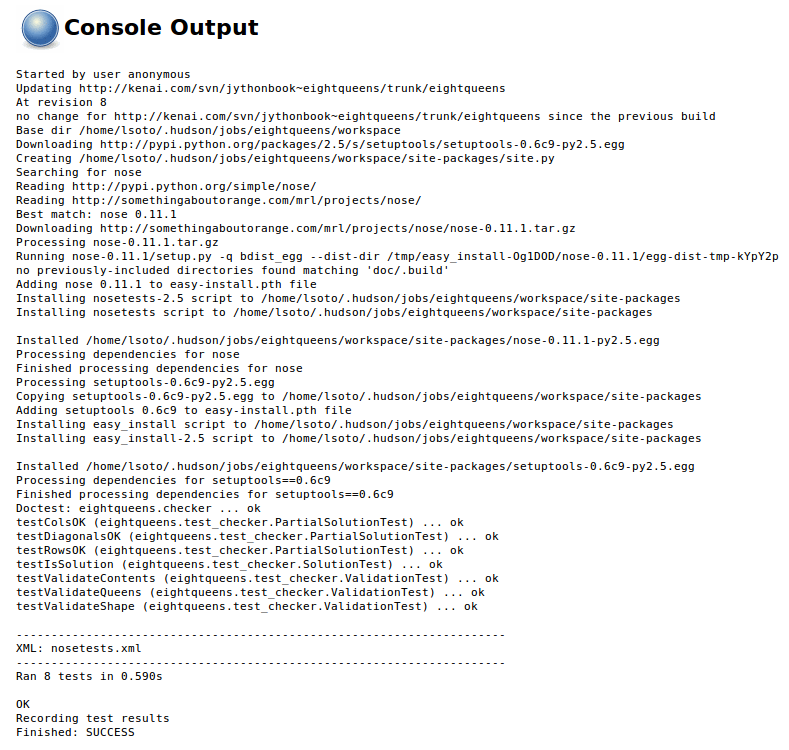 Console Output
Started by user anonymous
Updating http://kenai.com/svn/jythonbook~eightqueens/trunk/eightqueens
At revision 8
no change for http://kenai.com/svn/jythonbook~eightqueens/trunk/eightqueens since the previous build
Base dir /home/lsoto/.hudson/jobs/eightqueens/workspace
Downloading http://pypi.python.org/packages/2.5/s/setuptools/setuptools-0.6c9-py2.5.egg
Creating /home/lsoto/.hudson/jobs/eightqueens/workspace/site-packages/site.py
Searching for nose
Reading http://pypi.python.org/simple/nose/
Reading http://somethingaboutorange.com/mrl/projects/nose/
Best match: nose 0.11.1
Downloading http://somethingaboutorange.com/mrl/projects/nose/nose-0.11.1.tar.gz
Processing nose-0.11.1.tar.gz
Running nose-0.11.1/setup.py -q bdist_egg --dist-dir /tmp/easy_install-Og1DOD/nose-0.11.1/egg-dist-tmp-kYpY2p
no previously-included directories found matching 'doc/.build'
Adding nose 0.11.1 to easy-install.pth file
Installing nosetests-2.5 script to /home/lsoto/.hudson/jobs/eightqueens/workspace/site-packages
Installing nosetests script to /home/lsoto/.hudson/jobs/eightqueens/workspace/site-packages
Installed /home/lsoto/.hudson/jobs/eightqueens/workspace/site-packages/nose-0.11.1-py2.5.egg
Processing dependencies for nose
Finished processing dependencies for nose
Processing setuptools-0.6c9-py2.5.egg
Copying setuptools-0.6c9-py2.5.egg to /home/lsoto/.hudson/jobs/eightqueens/workspace/site-packages
Adding setuptools 0.6c9 to easy-install.pth file
Installing easy_install script to /home/lsoto/.hudson/jobs/eightqueens/workspace/site-packages
Installing easy_install-2.5 script to /home/lsoto/.hudson/jobs/eightqueens/workspace/site-packages
Installed /home/lsoto/.hudson/jobs/eightqueens/workspace/site-packages/setuptools-0.6c9-py2.5.egg
Processing dependencies for setuptools==0.6c9
Finished processing dependencies for setuptools==0.6c9
Doctest: eightqueens.checker ... ok
testColsOK (eightqueens.test_checker.PartialSolutionTest) ... ok
testDiagonalsOK (eightqueens.test_checker.PartialSolutionTest) ... ok
testRowsOK (eightqueens.test_checker.PartialSolutionTest) ... ok
testIsSolution (eightqueens.test_checker.SolutionTest) ... ok
testValidateContents (eightqueens.test_checker.ValidationTest) ... ok
testValidateQueens (eightqueens.test_checker.ValidationTest) ... ok
testValidateShape (eightqueens.test_checker.ValidationTest) ... ok
----------------------------------------------------------------------
XML: nosetests.xml
----------------------------------------------------------------------
Ran 8 tests in 0.590s
OK
Recording test results
Finished: SUCCESS